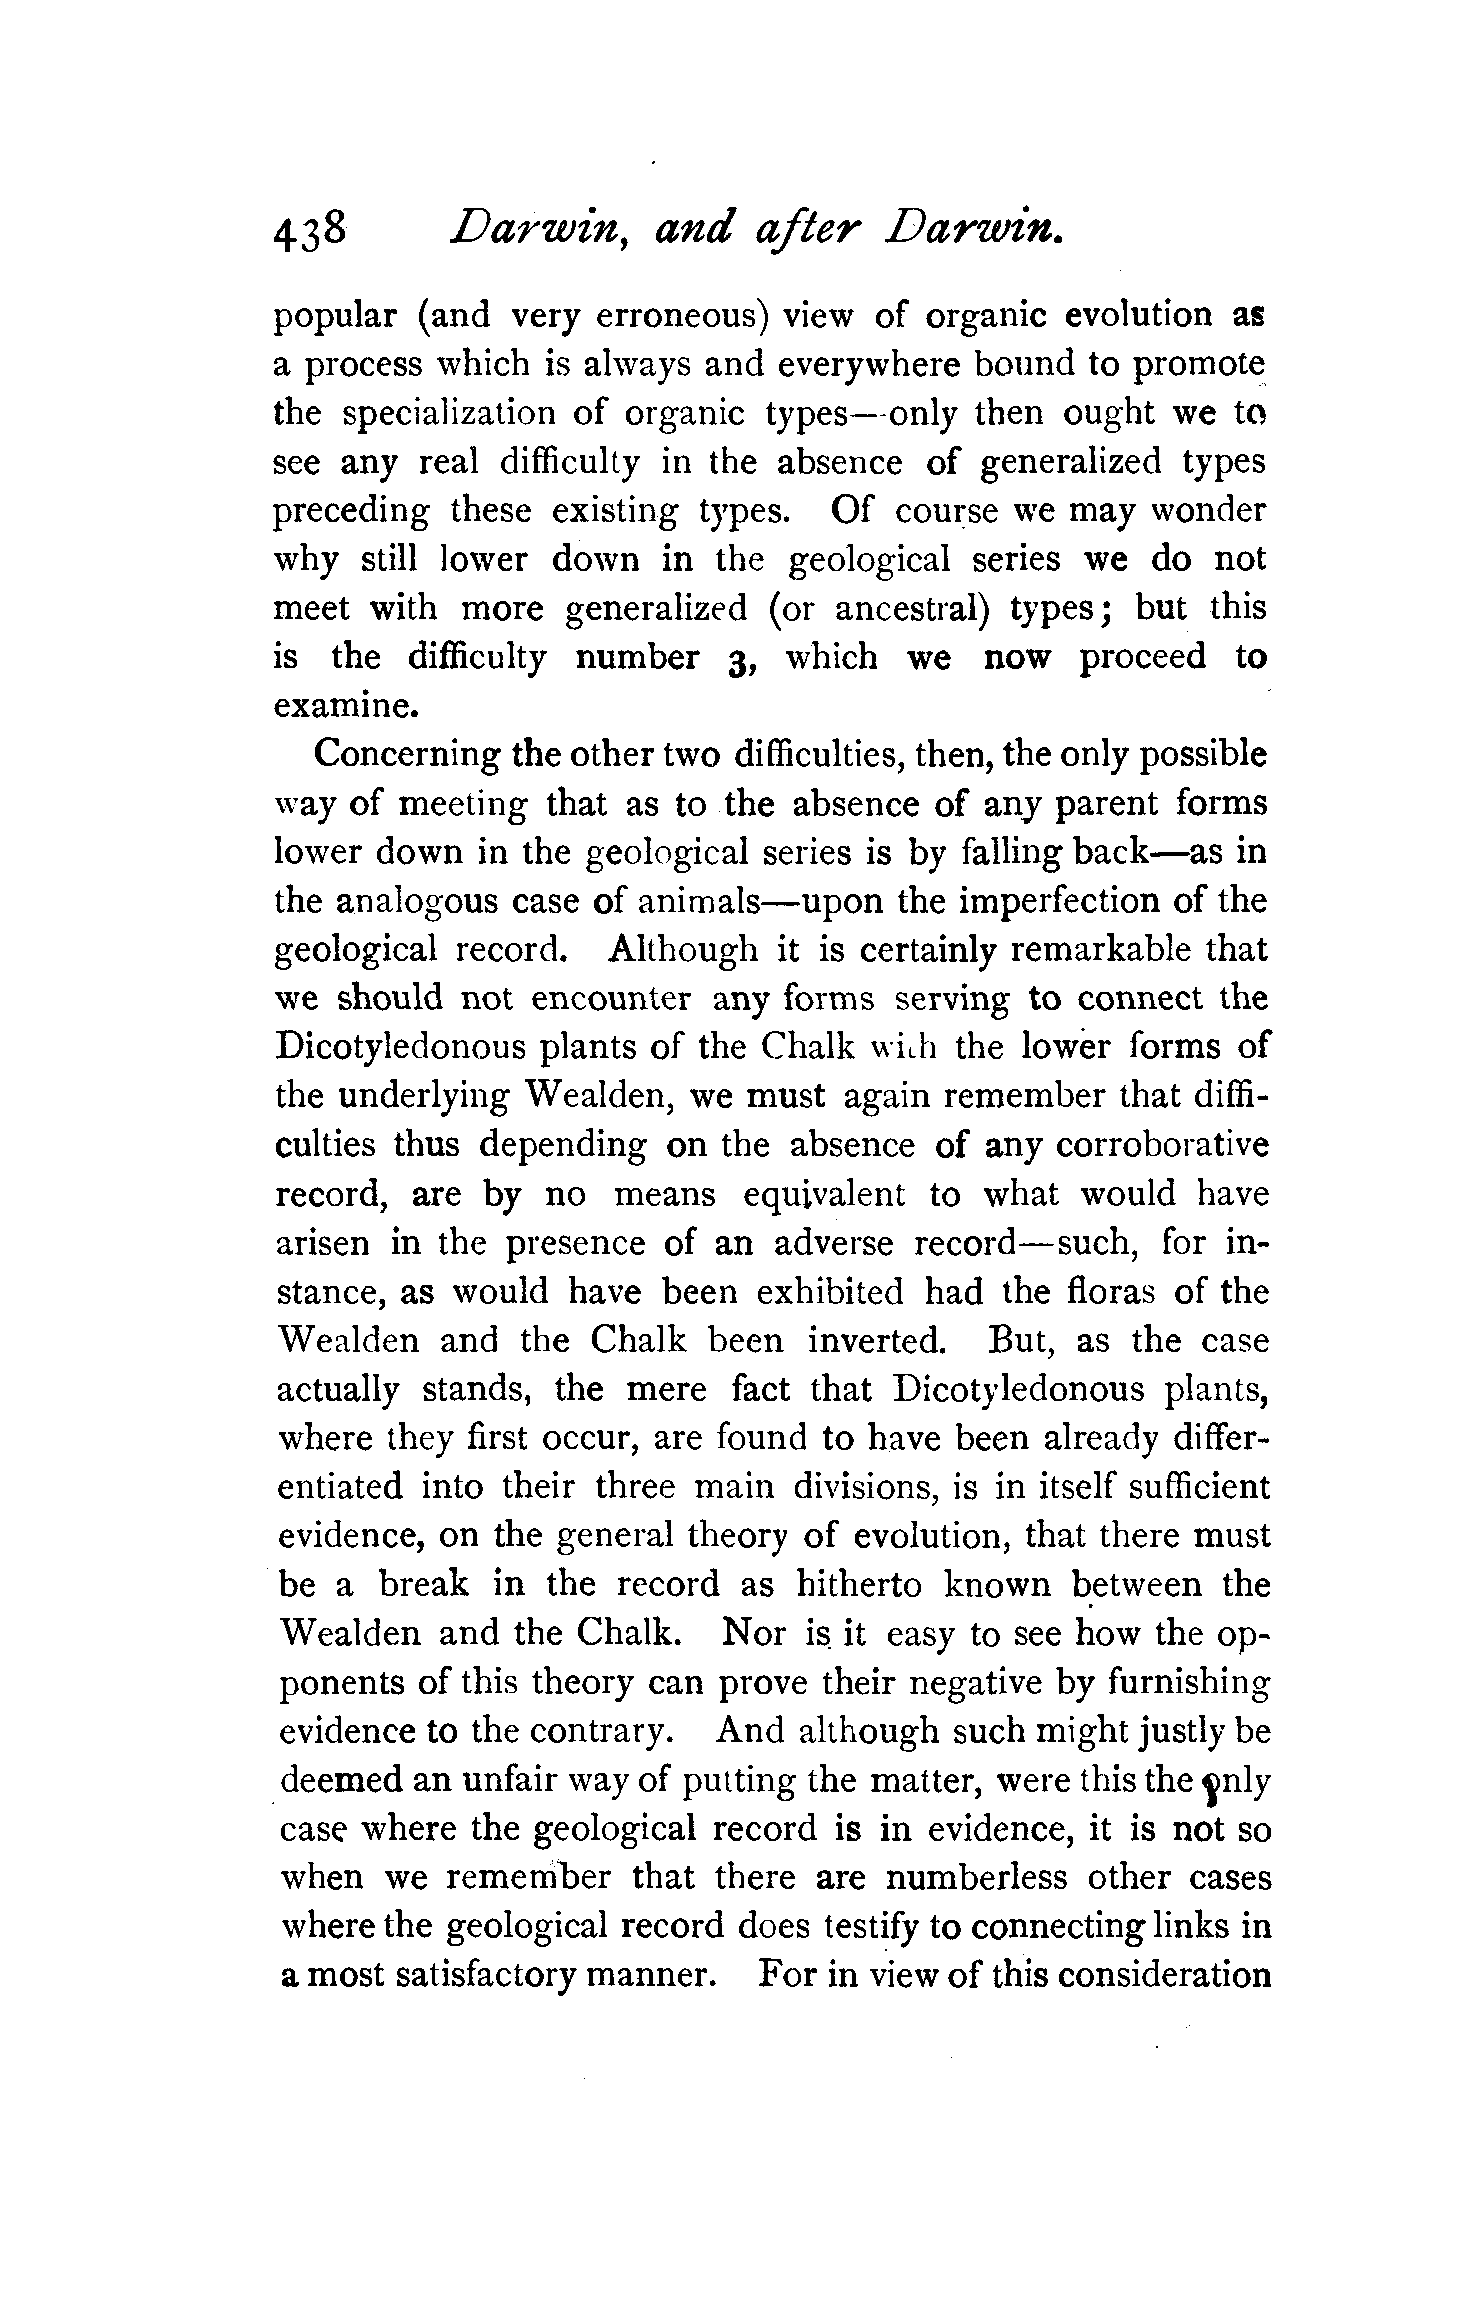 438 Darwin, and after Darwin.
popular (and very erroneous) view of organic evolution as
a process which is always and everywhere bound to promote
the specialization of organic types—only then ought we to
see any real difficulty in the absence of generalized types
preceding these existing types. Of course we may wonder
why still lower down in the geological series we do not
meet with more generalized (or ancestral) types; but this
is the difficulty number 3, which we now proceed to
examine.
Concerning the other two difficulties, then, the only possible
way of meeting that as to the absence of any parent forms
lower down in the geological series is by falling back—as in
the analogous case of animals—upon the imperfection of the
geological record. Although it is certainly remarkable that
we should not encounter any forms serving to connect the
Dicotyledonous plants of the Chalk with the lower forms of
the underlying Wealden, we must again remember that diffi-
culties thus depending on the absence of any corroborative
record, are by no means equivalent to what would have
arisen in the presence of an adverse record—such, for in-
stance, as would have been exhibited had the floras of the
Wealden and the Chalk been inverted. But, as the case
actually stands, the mere fact that Dicotyledonous plants,
where they first occur, are found to have been already differ-
entiated into their three main divisions, is in itself sufficient
evidence, on the general theory of evolution, that there must
be a break in the record as hitherto known between the
Wealden and the Chalk. Nor is it easy to see how the op-
ponents of this theory can prove their negative by furnishing
evidence to the contrary. And although such might justly be
deemed an unfair way of putting the matter, were this the only
case where the geological record is in evidence, it is not so
when we remember that there are numberless other cases
where the geological record does testify to connecting links in
a most satisfactory manner. For in view of this consideration